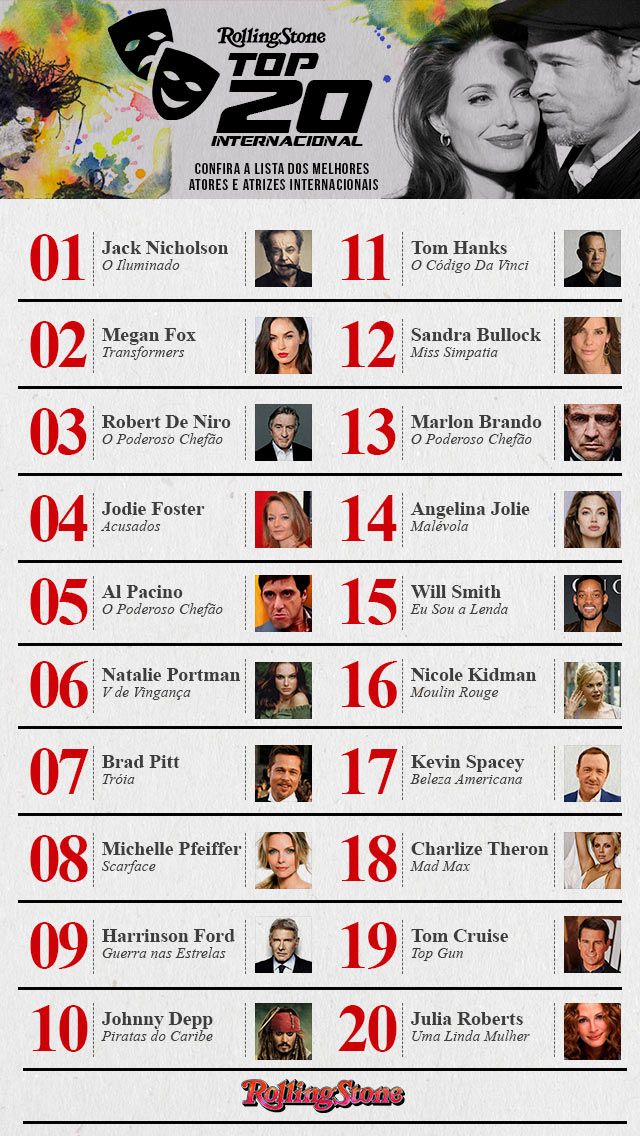 RollingStone
TOP
20
INTERNACIONAL
CONFIRA A LISTA DOS MELHORES
ATORES E ATRIZES INTERNACIONAIS
01
Jack Nicholson
O Iluminado
02
Megan Fox
Transformers
03
Robert De Niro
O Poderoso Chefão
04
Jodie Foster
Acusados
05
Al Pacino
O Poderoso Chefão
06
Natalie Portman
V de Vingança
07
Brad Pitt
Tróia
08
Michelle Pfeiffer
Scarface
09
Harrinson Ford
Guerra nas Estrelas
10
Johnny Depp
Piratas do Caribe
11
Tom Hanks
O Código Da Vinci
12
Sandra Bullock
Miss Simpatia
13
Marlon Brando
O Poderoso Chefão
14
Angelina Jolie
Malévola
15
Will Smith
Eu Sou a Lenda
16
Nicole Kidman
Moulin Rouge
17
Kevin Spacey
Beleza Americana
18
Charlize Theron
Mad Max
19
Tom Cruise
Top Gun
20
Julia Roberts
Uma Linda Mulher
RollingStone